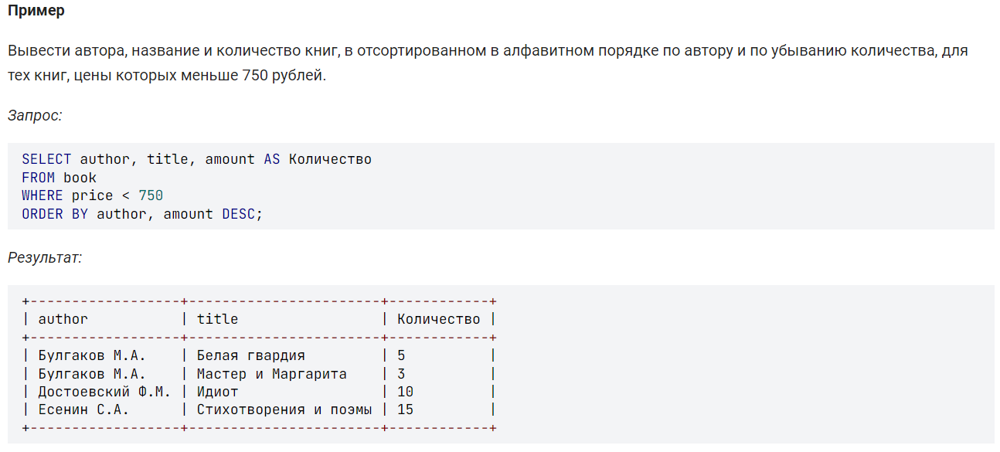 Пример
Вывести автора, название и количество книг, в отсортированном в алфавитном порядке по автору и по убыванию количества, для
тех книг, цены которых меньше 750 рублей.
Запрос:
SELECT author, title, amount AS Количество
FROM book
WHERE price < 750
ORDER BY author, amount DESC;
Результат:
+------------------+-----------------------+------------+
| author           | title                 | Количество |
+------------------+-----------------------+------------+
| Булгаков М.А.    | Белая гвардия         | 5          |
| Булгаков М.А.    | Мастер и Маргарита    | 3          |
| Достоевский Ф.М. | Идиот                 | 10         |
| Есенин С.А.      | Стихотворения и поэмы | 15         |
+------------------+-----------------------+------------+